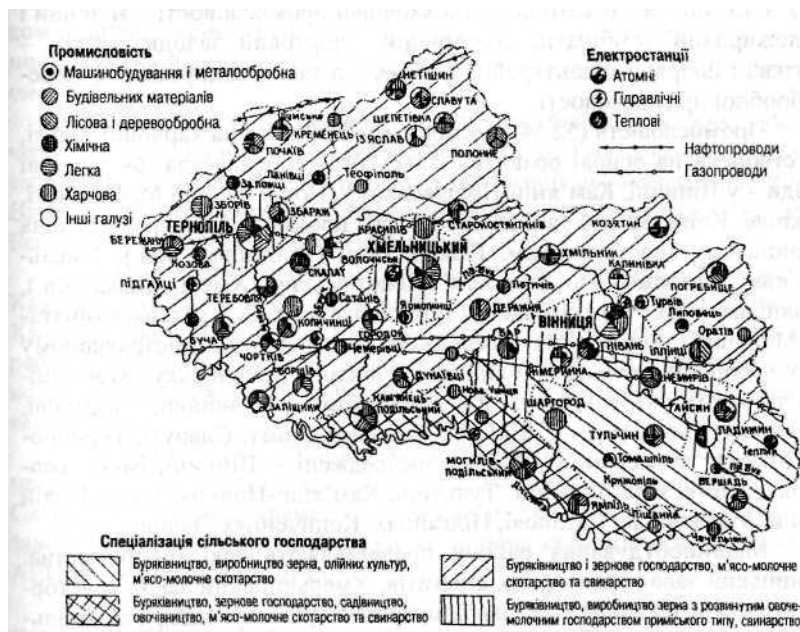 Промисловість
Машинобудування і металообробна
Будівельних матеріалів
Лісова і деревообробна
Хімічна
Легка
Харчова
Інші галузі
Електростанції
Атомні
Гідравлічні
Теплові
Нафтопроводи
Газопроводи
НЕТІШИН
СЛАВУТА
ШЕПЕТІВКА
ІЗЯСЛАВ
ПОЛОННЕ
КРЕМЕНЕЦЬ
ПОЧАЇВ
Ланівці
Теофіполь
Залозці
ЗБОРІВ
ЗБАРАЖ
ТЕРНОПІЛЬ
БЕРЕЖАНИ
Козова
ПІДГАЙЦІ
ТЕРЕБОВЛЯ
БУЧА
СКАЛАТ
ВОЛОЧИСЬК
КРАСИЛІВ
СТАРОКОСТЯНТИНІВ
ХМЕЛЬНИЦЬКИЙ
Сатанів
Ярмолинці
КОПИЧИНЦІ
ГОРОДОК
ЧОРТКІВ
Чемерівці
БОРЩІВ
ЗАЛІЩИКИ
ДУНАЇВЦІ
КАМ'ЯНЕЦЬ-
ПОДІЛЬСЬКИЙ
Нова Ушиця
Летичів
ДЕРАЖНЯ
БАР
ХМІЛЬНИК
КОЗЯТИН
КАЛИНІВКА
ПОГРЕБИЩЕ
Турбів
Липовець
Оратів
ВІННИЦЯ
ГНІВАНЬ
ІЛЛІНЦІ
ЖМЕРИНКА
НЕМИРІВ
ШАРГОРОД
ГАЙСИН
ТУЛЬЧИН
ЛАДИЖИН
Теплик
Томашпіль
МОГИЛІВ-
ПОДІЛЬСЬКИЙ
Крижопіль
БЕРШАДЬ
ЯМПІЛЬ
Піщанка
Чечельник
Спеціалізація сільського господарства
Буряківництво, виробництво зерна, олійних культур,
м'ясо-молочне скотарство
Буряківництво, зернове господарство, садівництво,
овочівництво, м'ясо-молочне скотарство та свинарство
Буряківництво і зернове господарство, м'ясо-молочне
скотарство та свинарство
Буряківництво, виробництво зерна з розвинутим овоче-
молочним господарством приміського типу, свинарство